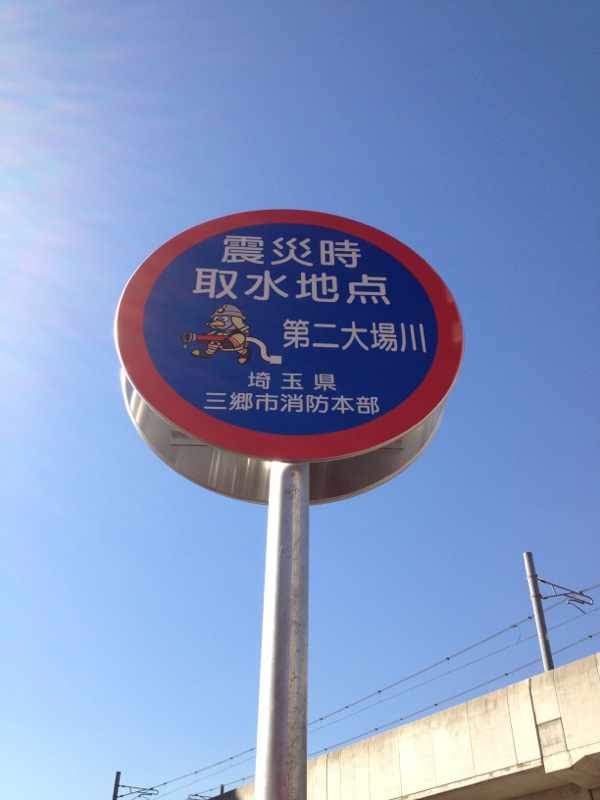 震災時
取水地点
第二大場川
埼玉県
三郷市消防本部